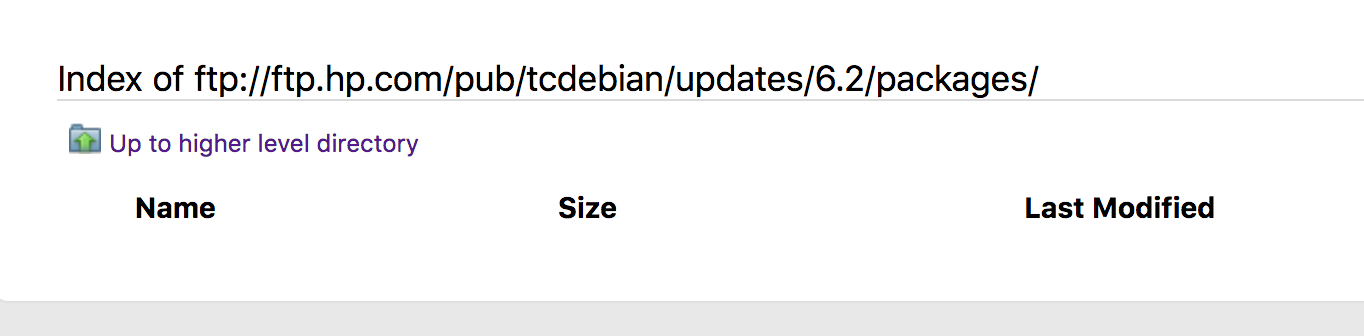 Index of ftp://ftp.hp.com/pub/tcdebian/updates/6.2/packages/
Up to higher level directory
Name Size Last Modified